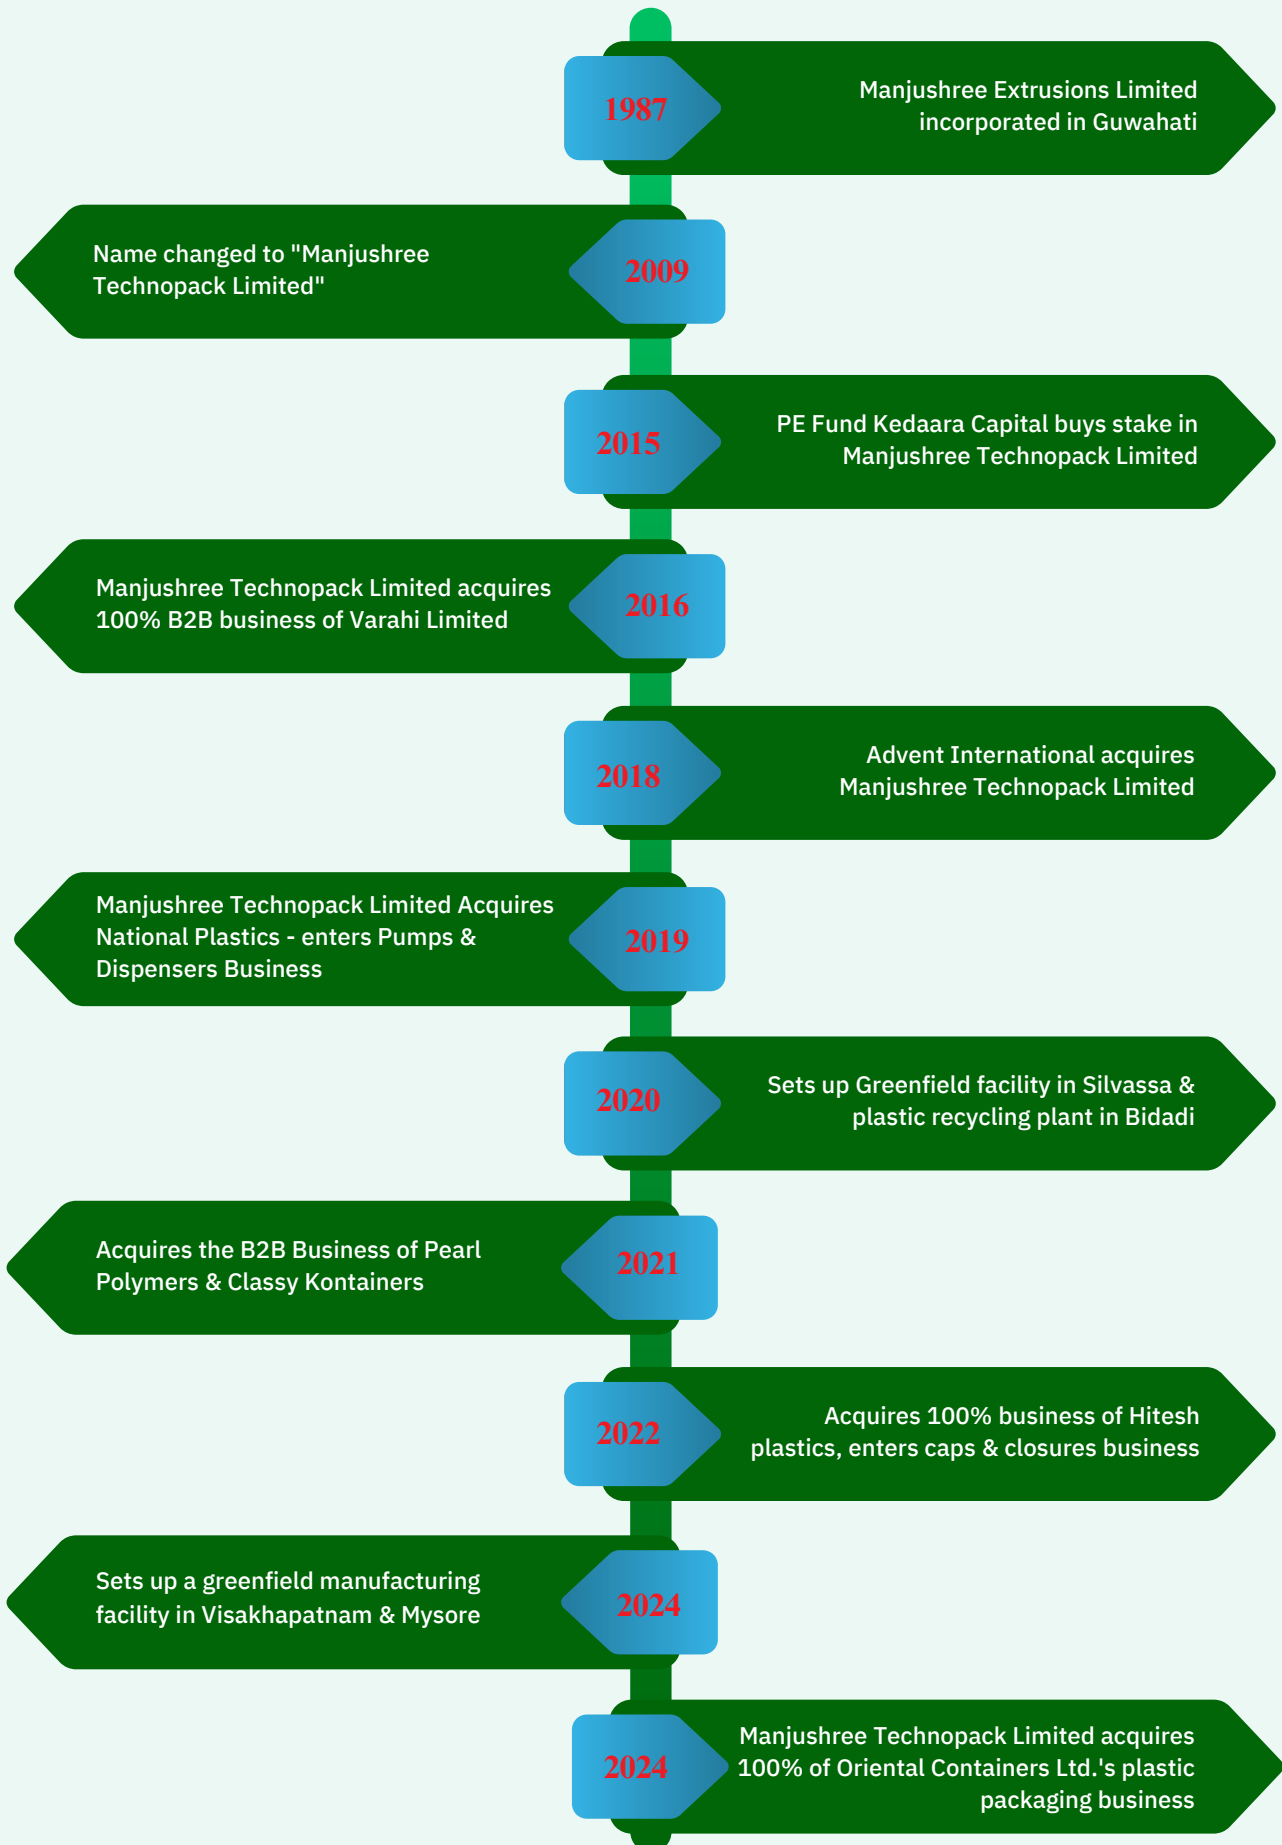 1987
Manjushree Extrusions Limited
incorporated in Guwahati
Name changed to "Manjushree
Technopack Limited"
2009
2015
PE Fund Kedaara Capital buys stake in
Manjushree Technopack Limited
Manjushree Technopack Limited acquires
100% B2B business of Varahi Limited
2016
2018
Advent International acquires
Manjushree Technopack Limited
Manjushree Technopack Limited Acquires
National Plastics - enters Pumps &
Dispensers Business
2019
2020
Sets up Greenfield facility in Silvassa &
plastic recycling plant in Bidadi
Acquires the B2B Business of Pearl
Polymers & Classy Kontainers
2021
2022
Acquires 100% business of Hitesh
plastics, enters caps & closures business
Sets up a greenfield manufacturing
facility in Visakhapatnam & Mysore
2024
2024
Manjushree Technopack Limited acquires
100% of Oriental Containers Ltd.'s plastic
packaging business